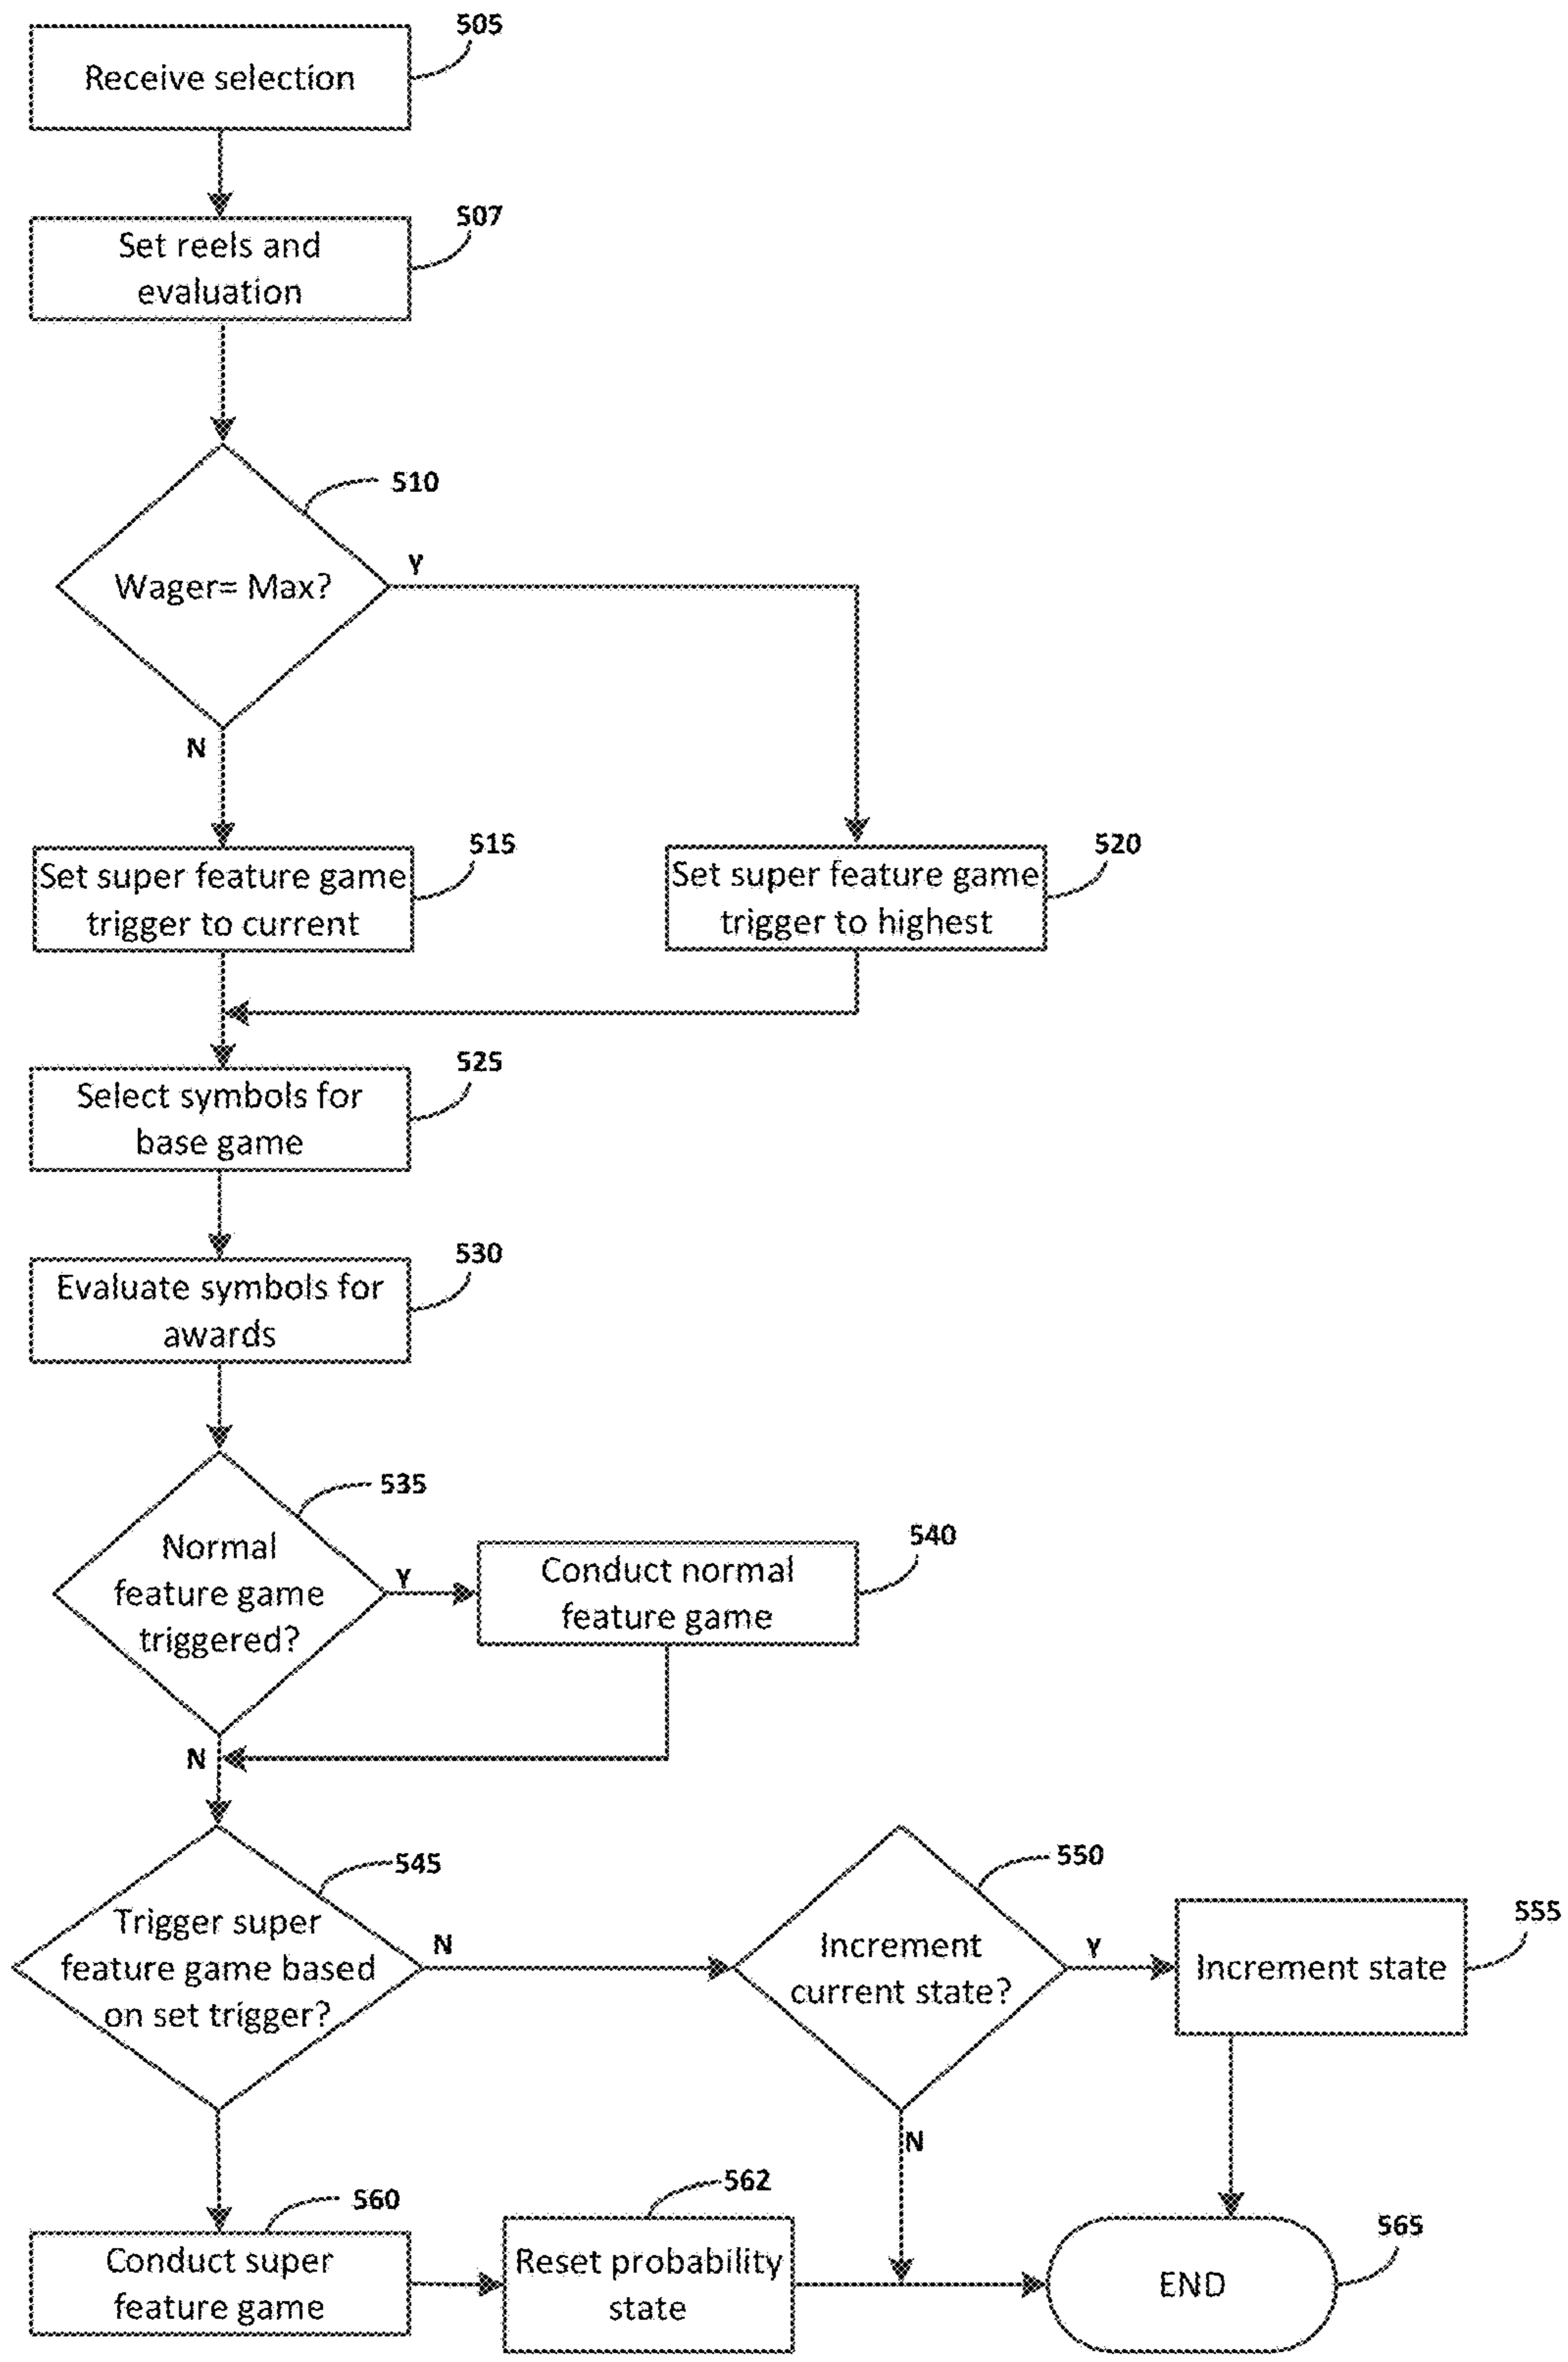 505
Receive selection
507
Set reels and
evaluation
510
Wager= Max?
Y
N
515
Set super feature game
trigger to current
520
Set super feature game
trigger to highest
525
Select symbols for
base game
530
Evaluate symbols for
awards
535
Normal
feature game
triggered?
Y
540
Conduct normal
feature game
N
545
Trigger super
feature game based
on set trigger?
N
550
Increment
current state?
Y
555
Increment state
N
560
Conduct super
feature game
562
Reset probability
state
565
END